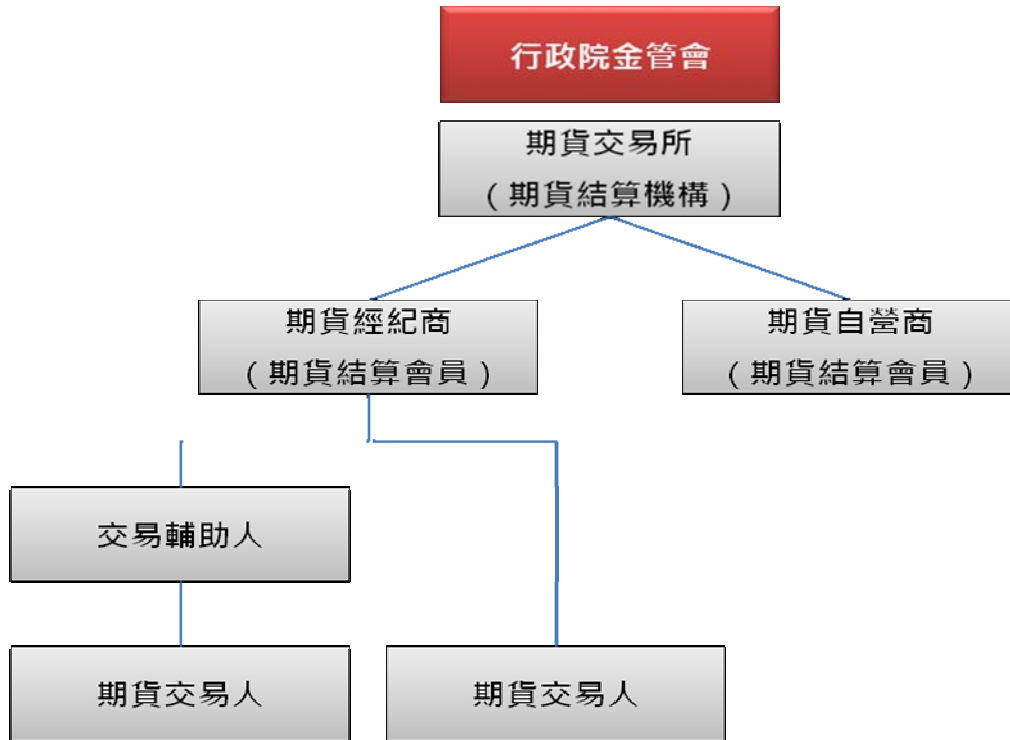 行政院金管會
期貨交易所
（期貨結算機構）
期貨經紀商
（期貨結算會員）
期貨自營商
（期貨結算會員）
交易輔助人
期貨交易人
期貨交易人